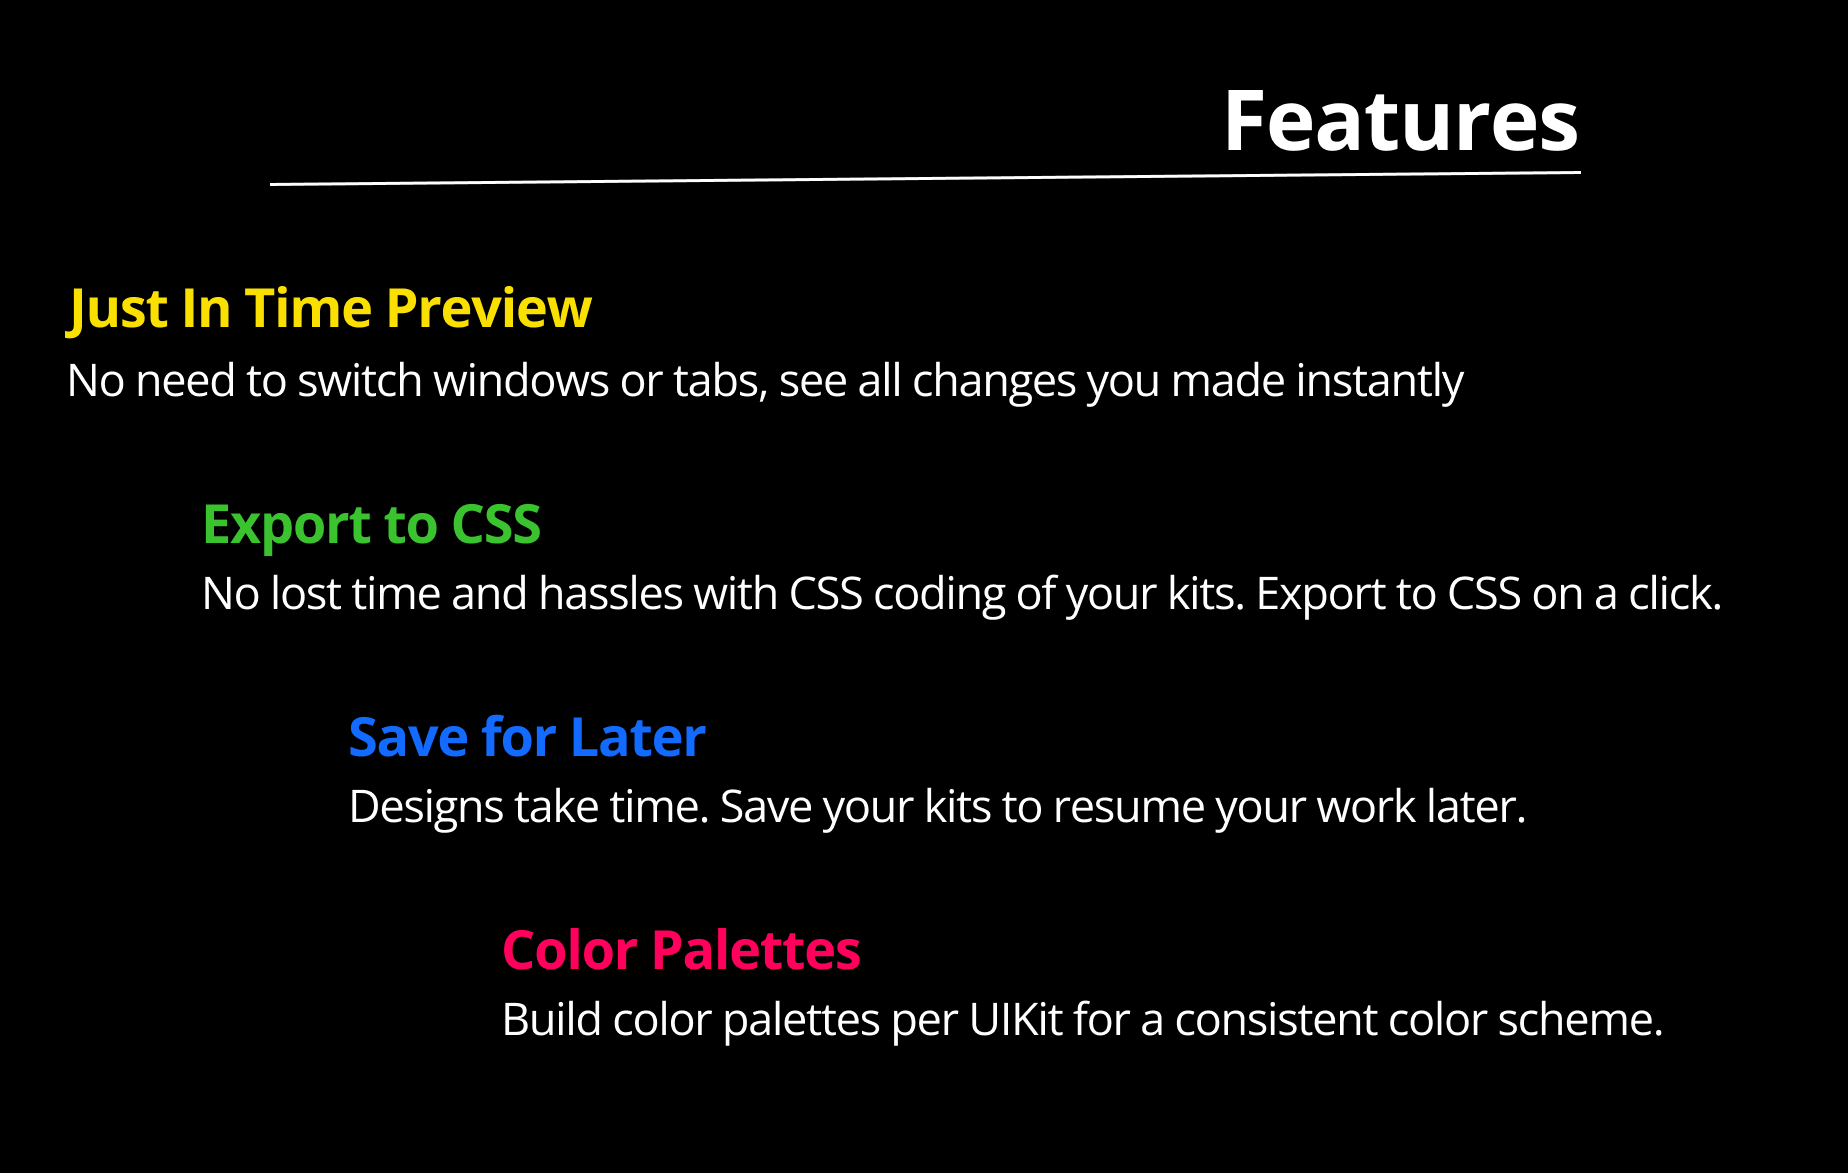 Features
Just In Time Preview
No need to switch windows or tabs, see all changes you made instantly
Export to CSS
No lost time and hassles with CSS coding of your kits. Export to CSS on a click.
Save for Later
Designs take time. Save your kits to resume your work later.
Color Palettes
Build color palettes per UIKit for a consistent color scheme.